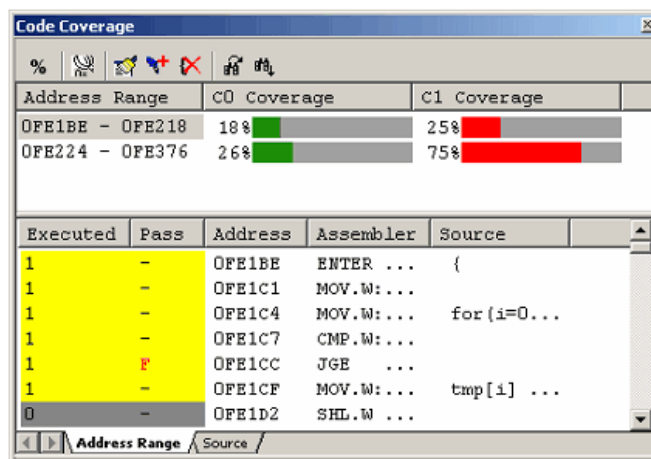 Code Coverage
%
Address Range C0 Coverage C1 Coverage
0FE1BE - 0FE218 18% 25%
0FE224 - 0FE376 26% 75%
Executed Pass Address Assembler Source
1 - 0FE1BE ENTER ... {
1 - 0FE1C1 MOV.W:...
1 - 0FE1C4 MOV.W:... for(i=0...
1 - 0FE1C7 CMP.W:...
1 F 0FE1CC JGE ...
1 - 0FE1CF MOV.W:... tmp[i] ...
0 - 0FE1D2 SHL.W ...
Address Range Source